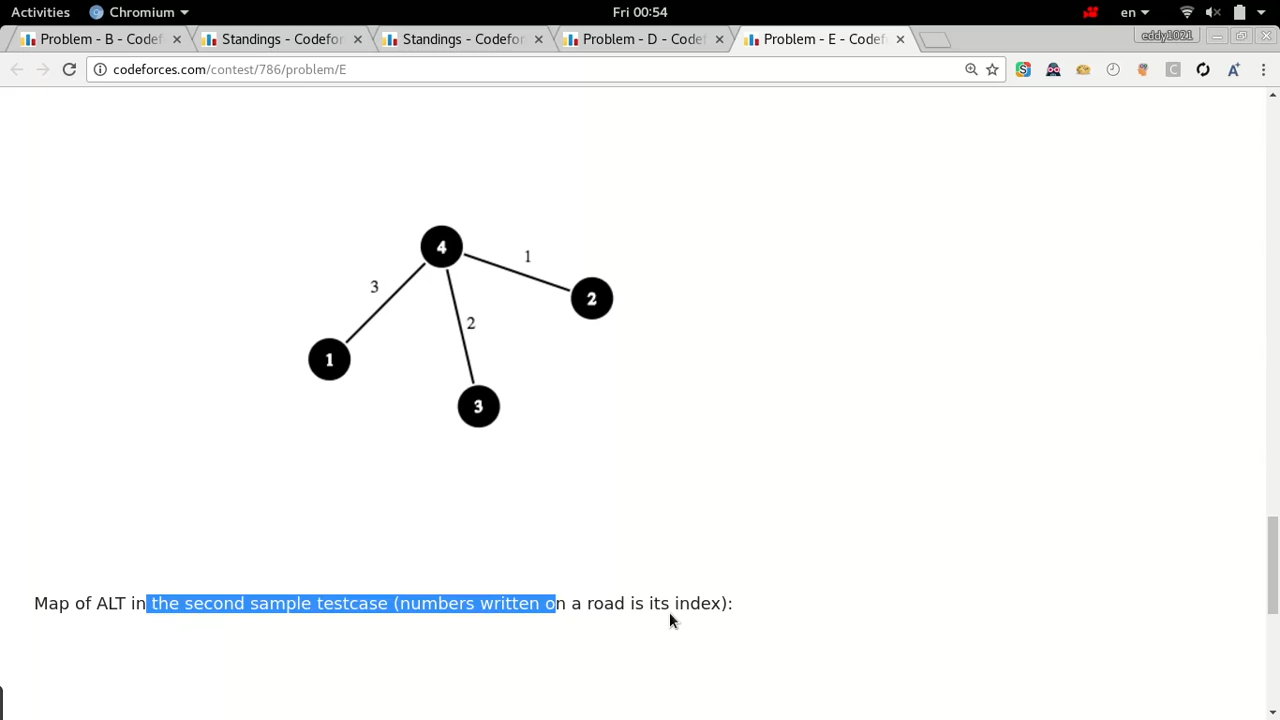 Activities Chromium Fri 00:54 en
Problem - B - Codef Standings - Codefor Standings - Codefor Problem - D - Codef Problem - E - Codef eddy1021
codeforces.com/contest/786/problem/E
4
1
3
2
2
1
3
Map of ALT in the second sample testcase (numbers written on a road is its index):